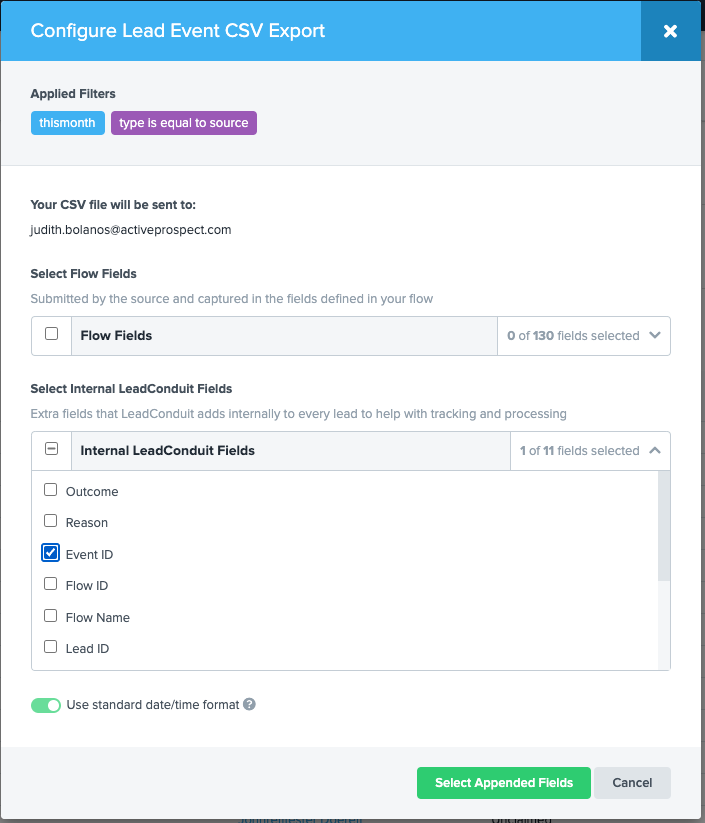 Configure Lead Event CSV Export
Applied Filters
thismonth
type is equal to source
Your CSV file will be sent to:
judith.bolanos@activeprospect.com
Select Flow Fields
Submitted by the source and captured in the fields defined in your flow
Flow Fields
0 of 130 fields selected
Select Internal LeadConduit Fields
Extra fields that LeadConduit adds internally to every lead to help with tracking and processing
Internal LeadConduit Fields
1 of 11 fields selected
Outcome
Reason
Event ID
Flow ID
Flow Name
Lead ID
Use standard date/time format ?
Select Appended Fields
Cancel